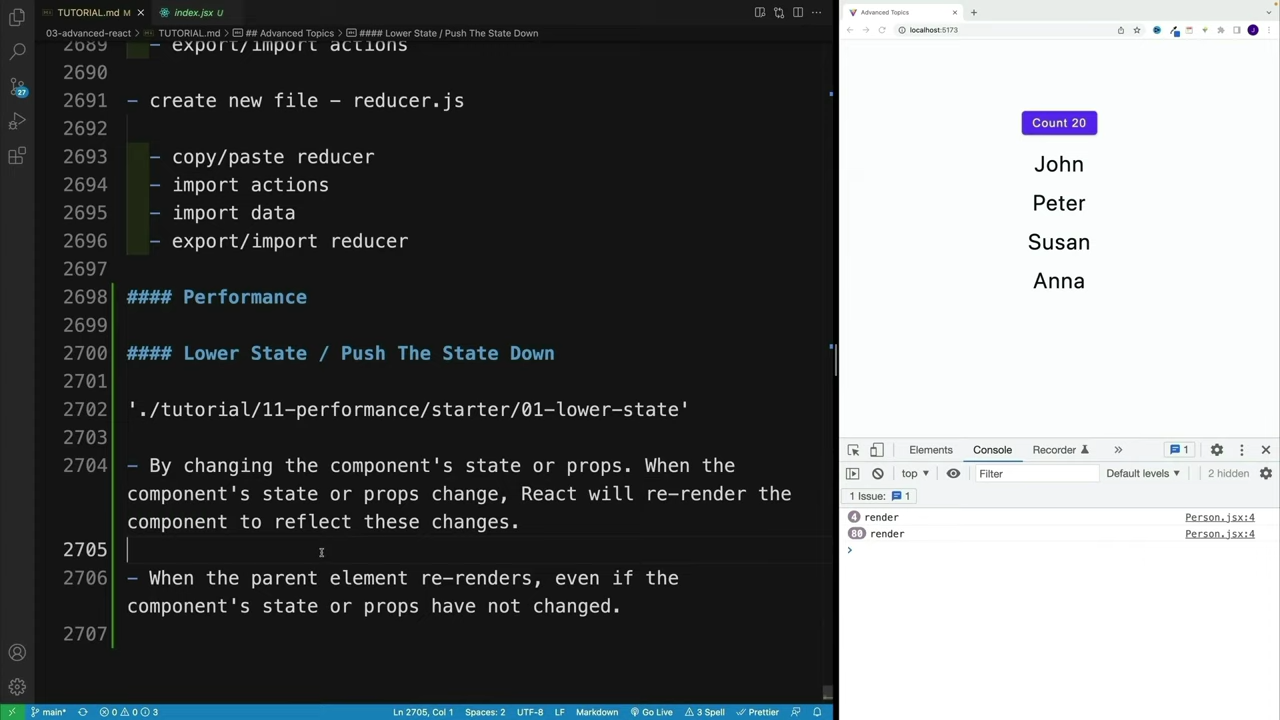 TUTORIAL.md M
index.jsx U
Advanced Topics
03-advanced-react > TUTORIAL.md > ## Advanced Topics > #### Lower State / Push The State Down
localhost:5173
2689 - export/import actions
2690
2691 - create new file - reducer.js
2692
2693 - copy/paste reducer
2694 - import actions
2695 - import data
2696 - export/import reducer
2697
2698 #### Performance
2699
2700 #### Lower State / Push The State Down
2701
2702 './tutorial/11-performance/starter/01-lower-state'
2703
2704 - By changing the component's state or props. When the
component's state or props change, React will re-render the
component to reflect these changes.
2705
2706 - When the parent element re-renders, even if the
component's state or props have not changed.
2707
27
main* 0 0 3
Ln 2705, Col 1 Spaces: 2 UTF-8 LF Markdown Go Live 3 Spell Prettier
Count 20
John
Peter
Susan
Anna
Elements Console Recorder 1
top Filter Default levels 2 hidden
1 Issue: 1
4 render Person.jsx:4
80 render Person.jsx:4